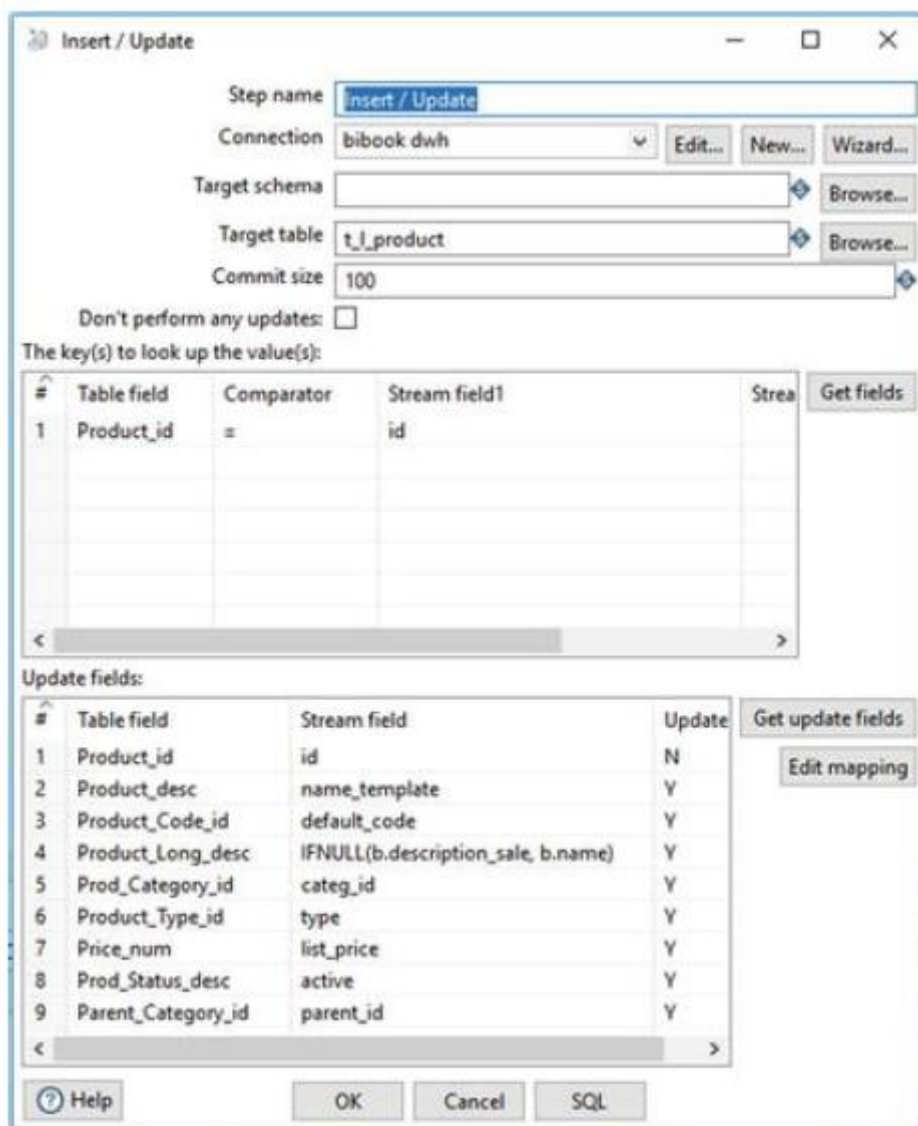 Insert / Update
Step name Insert / Update
Connection bibook dwh Edit... New... Wizard...
Target schema Browse...
Target table t_l_product Browse...
Commit size 100
Don't perform any updates:
The key(s) to look up the value(s):
# Table field Comparator Stream field1 Strea Get fields
1 Product_id = id
Update fields:
# Table field Stream field Update Get update fields
1 Product_id id N
Edit mapping
2 Product_desc name_template Y
3 Product_Code_id default_code Y
4 Product_Long_desc IFNULL(b.description_sale, b.name) Y
5 Prod_Category_id categ_id Y
6 Product_Type_id type Y
7 Price_num list_price Y
8 Prod_Status_desc active Y
9 Parent_Category_id parent_id Y
Help OK Cancel SQL